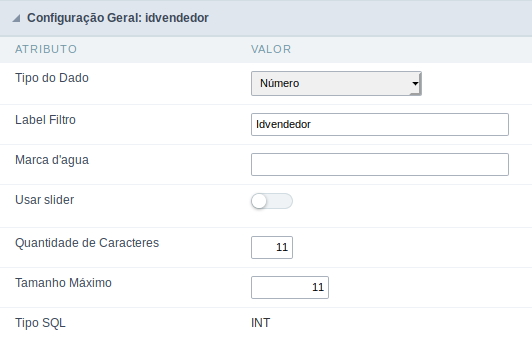 Configuração Geral: idvendedor
ATRIBUTO VALOR
Tipo do Dado Número
Label Filtro Idvendedor
Marca d'agua
Usar slider
Quantidade de Caracteres 11
Tamanho Máximo 11
Tipo SQL INT